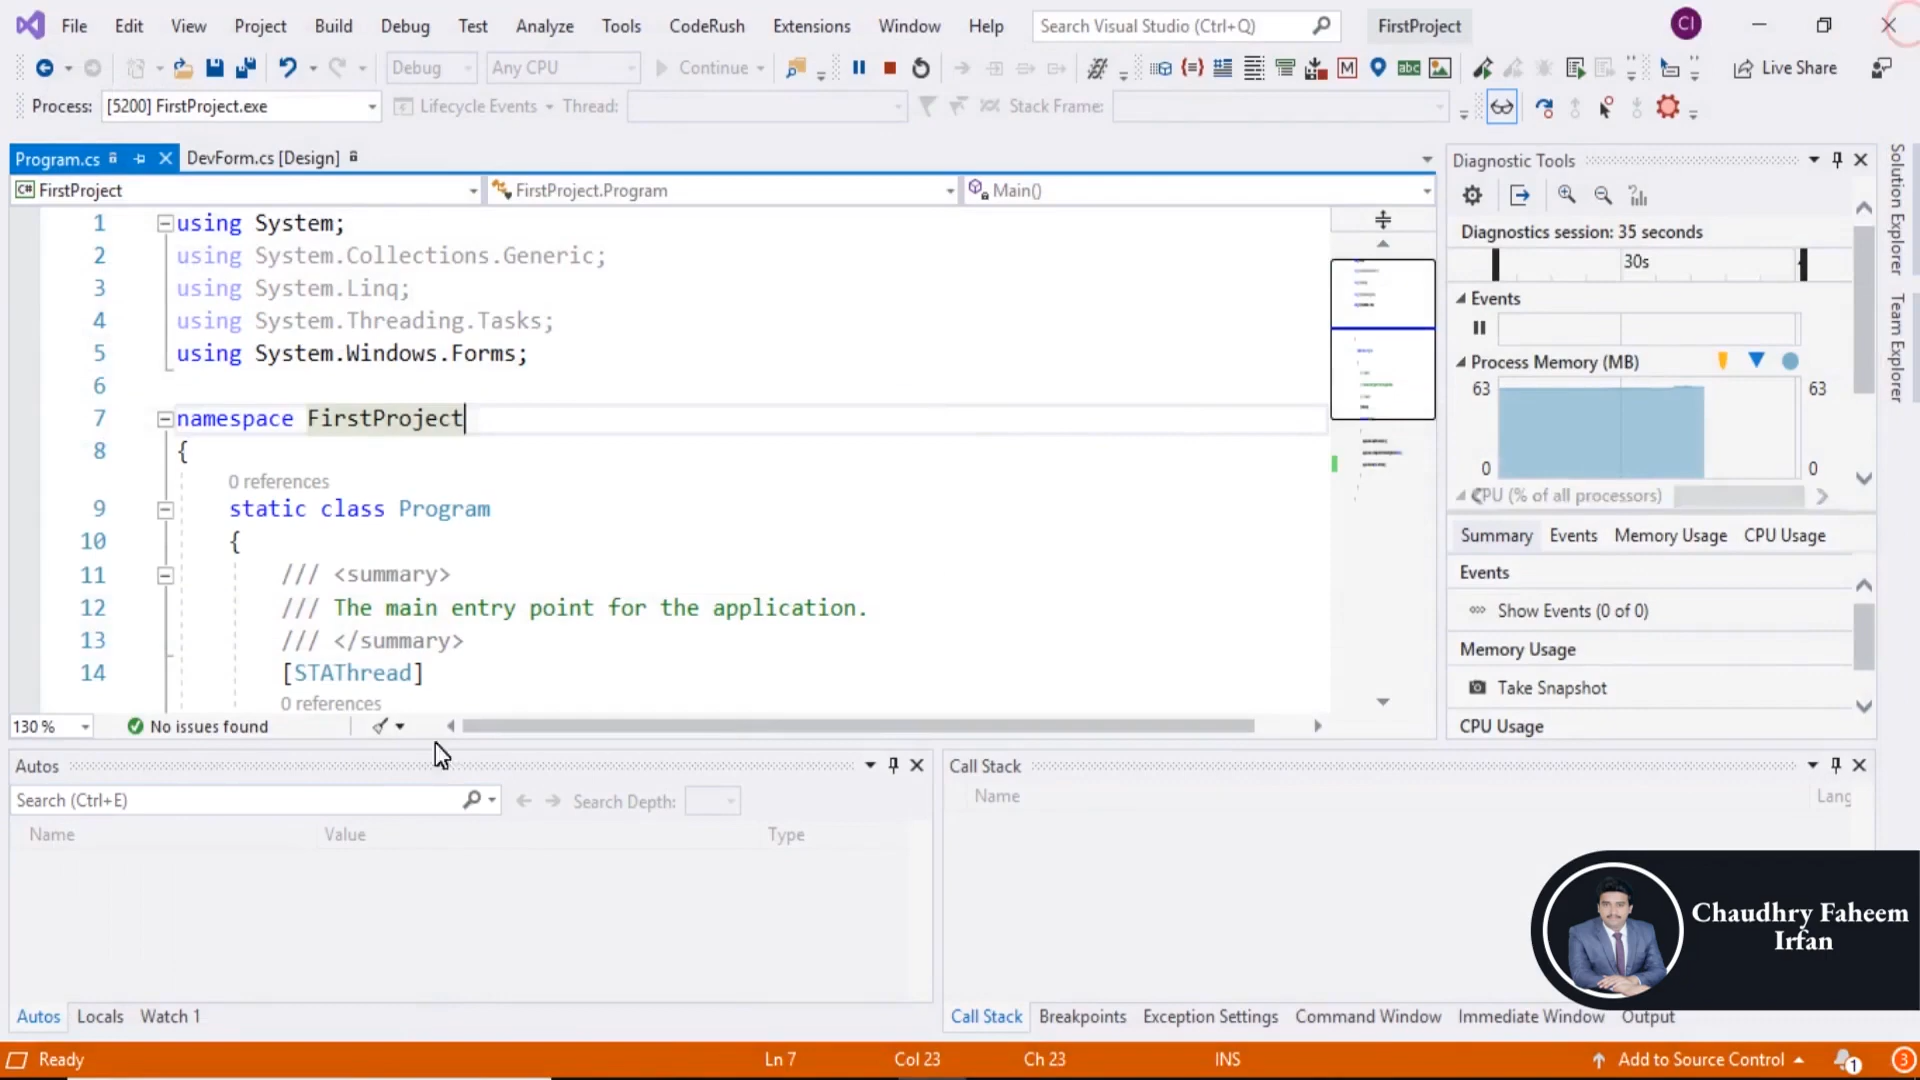 File Edit View Project Build Debug Test Analyze Tools CodeRush Extensions Window Help Search Visual Studio (Ctrl+Q) FirstProject CI
Debug Any CPU Continue Live Share
Process: [5200] FirstProject.exe Lifecycle Events Thread: Stack Frame:
Program.cs DevForm.cs [Design]
FirstProject FirstProject.Program Main()
1 using System;
2 using System.Collections.Generic;
3 using System.Linq;
4 using System.Threading.Tasks;
5 using System.Windows.Forms;
6
7 namespace FirstProject
8 {
0 references
9 static class Program
10 {
11 /// <summary>
12 /// The main entry point for the application.
13 /// </summary>
14 [STAThread]
0 references
130 % No issues found
Diagnostic Tools
Diagnostics session: 35 seconds
30s
Events
Process Memory (MB)
63 63
0 0
CPU (% of all processors)
Summary Events Memory Usage CPU Usage
Events
Show Events (0 of 0)
Memory Usage
Take Snapshot
CPU Usage
Solution Explorer
Team Explorer
Autos
Search (Ctrl+E) Search Depth:
Name Value Type
Autos Locals Watch 1
Call Stack
Name Lang
Call Stack Breakpoints Exception Settings Command Window Immediate Window Output
Chaudhry Faheem
Irfan
Ready Ln 7 Col 23 Ch 23 INS Add to Source Control 1 3